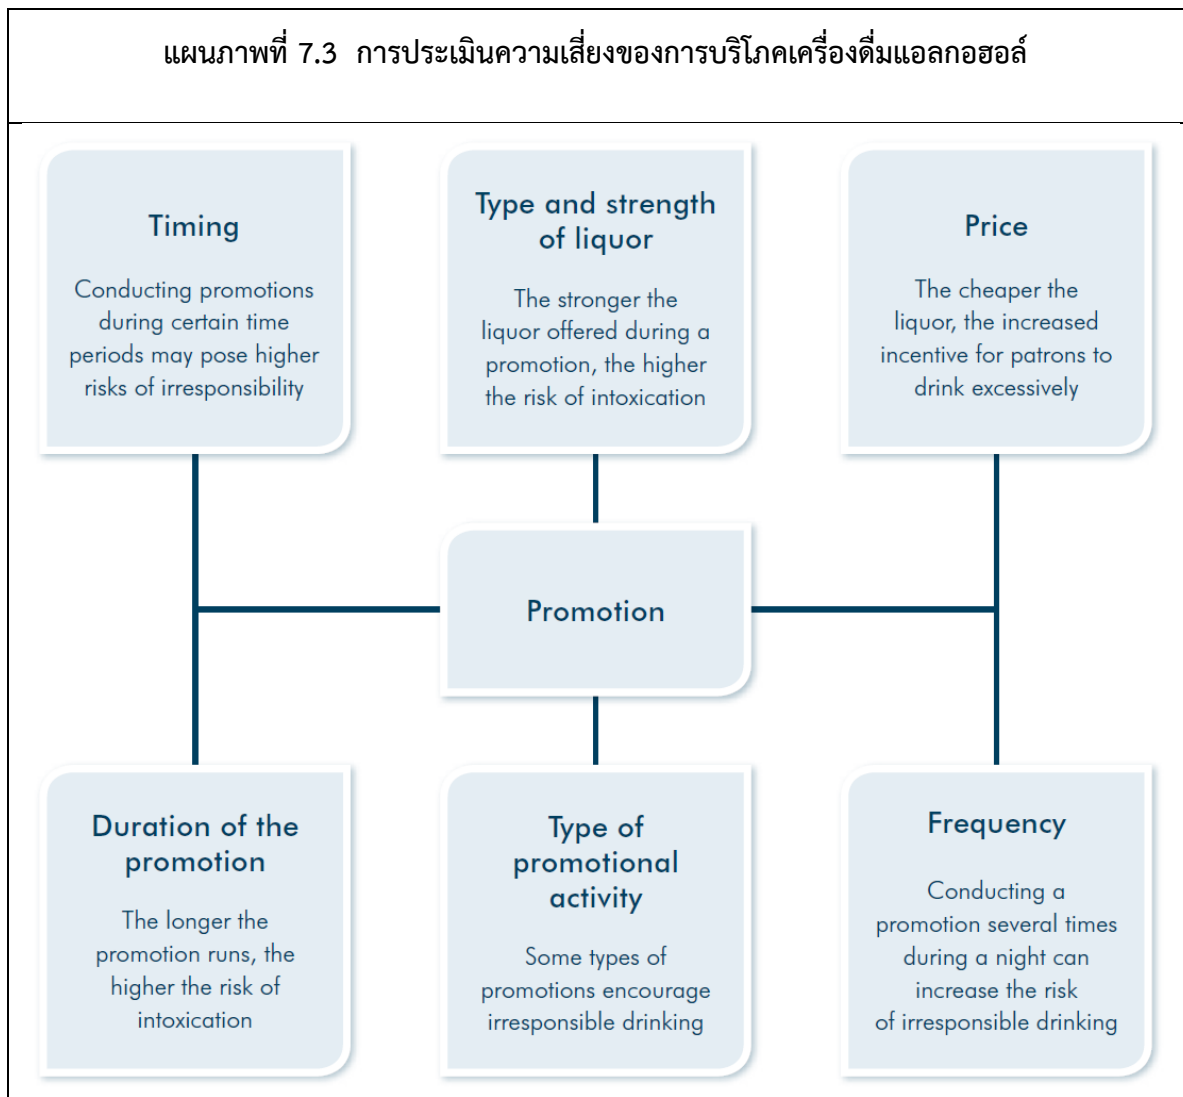 แผนภาพที่ 7.3 การประเมินความเสี่ยงของการบริโภคเครื่องดื่มแอลกอฮอล์
Timing
Conducting promotions
during certain time
periods may pose higher
risks of irresponsibility
Type and strength
of liquor
The stronger the
liquor offered during a
promotion, the higher
the risk of intoxication
Price
The cheaper the
liquor, the increased
incentive for patrons to
drink excessively
Promotion
Duration of the
promotion
The longer the
promotion runs, the
higher the risk of
intoxication
Type of
promotional
activity
Some types of
promotions encourage
irresponsible drinking
Frequency
Conducting a
promotion several times
during a night can
increase the risk
of irresponsible drinking